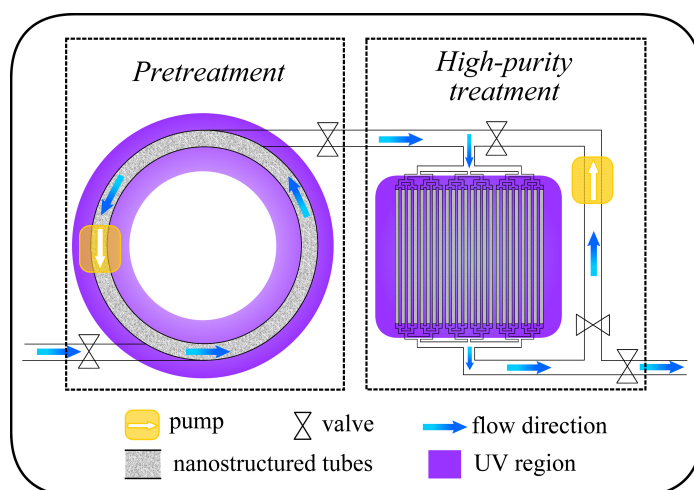 Pretreatment
High-purity
treatment
pump
valve
flow direction
nanostructured tubes
UV region